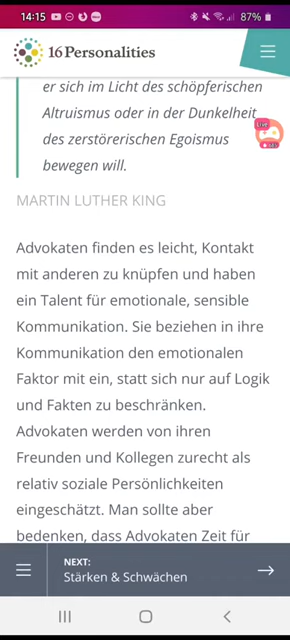 14:15
87%
16Personalities
er sich im Licht des schöpferischen
Altruismus oder in der Dunkelheit
des zerstörerischen Egoismus
bewegen will.
MARTIN LUTHER KING
Advokaten finden es leicht, Kontakt
mit anderen zu knüpfen und haben
ein Talent für emotionale, sensible
Kommunikation. Sie beziehen in ihre
Kommunikation den emotionalen
Faktor mit ein, statt sich nur auf Logik
und Fakten zu beschränken.
Advokaten werden von ihren
Freunden und Kollegen zurecht als
relativ soziale Persönlichkeiten
eingeschätzt. Man sollte aber
bedenken, dass Advokaten Zeit für
NEXT:
Stärken & Schwächen